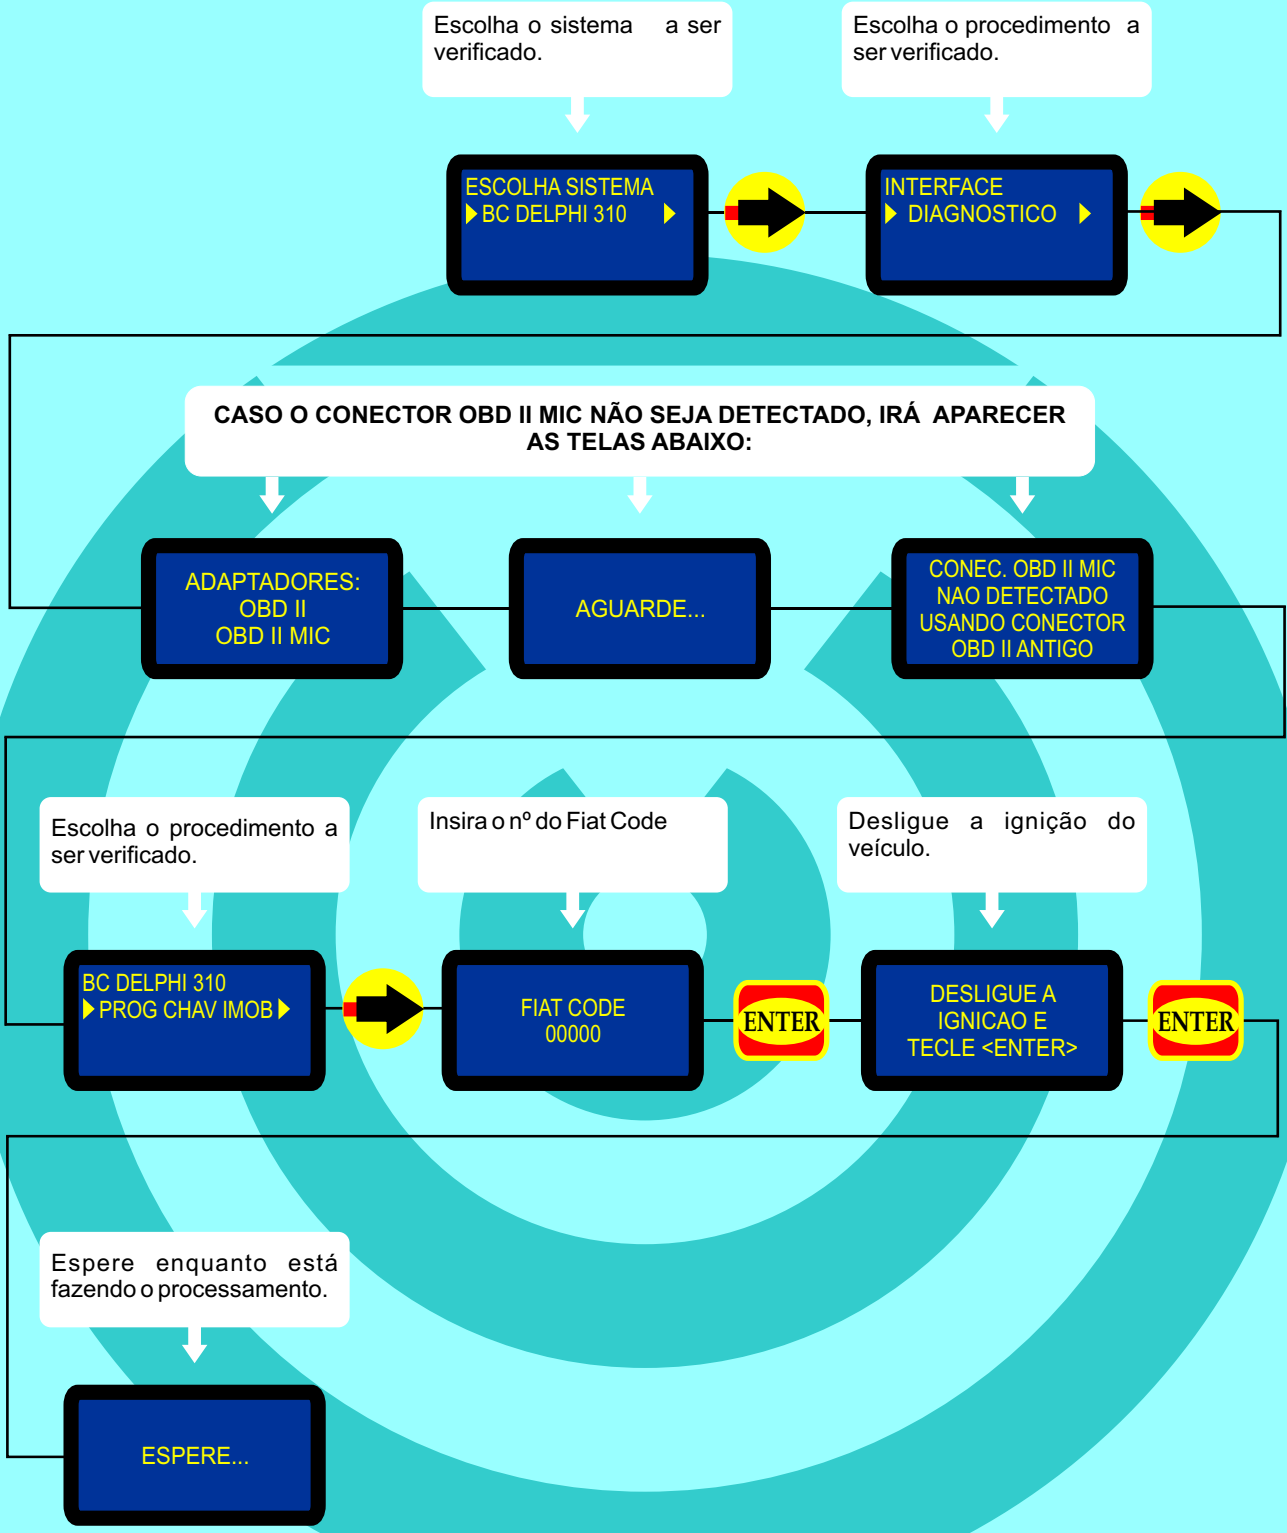 Escolha o sistema a ser
verificado.
Escolha o procedimento a
ser verificado.
ESCOLHA SISTEMA
BC DELPHI 310
INTERFACE
DIAGNOSTICO
CASO O CONECTOR OBD II MIC NÃO SEJA DETECTADO, IRÁ APARECER
AS TELAS ABAIXO:
ADAPTADORES:
OBD II
OBD II MIC
AGUARDE...
CONEC. OBD II MIC
NAO DETECTADO
USANDO CONECTOR
OBD II ANTIGO
Escolha o procedimento a
ser verificado.
Insira o nº do Fiat Code
Desligue a ignição do
veículo.
BC DELPHI 310
PROG CHAV IMOB
FIAT CODE
00000
ENTER
DESLIGUE A
IGNICAO E
TECLE <ENTER>
ENTER
Espere enquanto está
fazendo o processamento.
ESPERE...